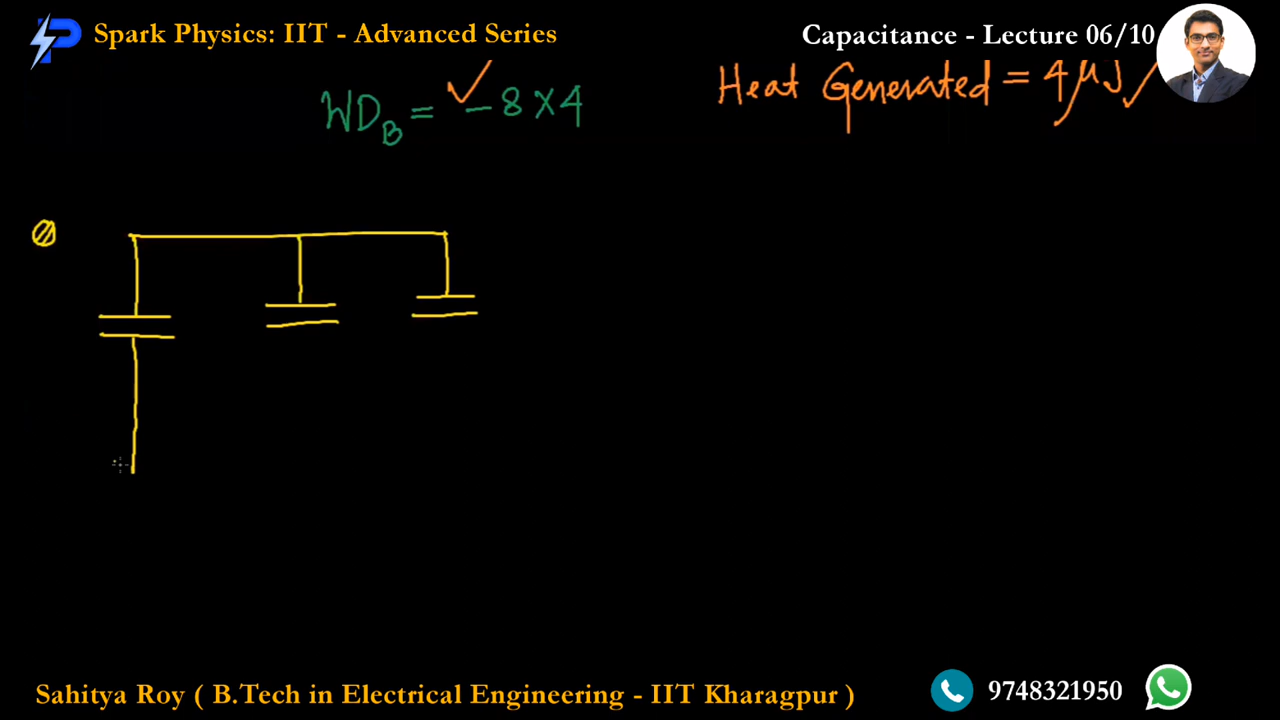 Spark Physics: IIT - Advanced Series
Capacitance - Lecture 06/10
Heat Generated = 4μJ
WD_B = - 8 × 4
Sahitya Roy ( B.Tech in Electrical Engineering - IIT Kharagpur )
9748321950